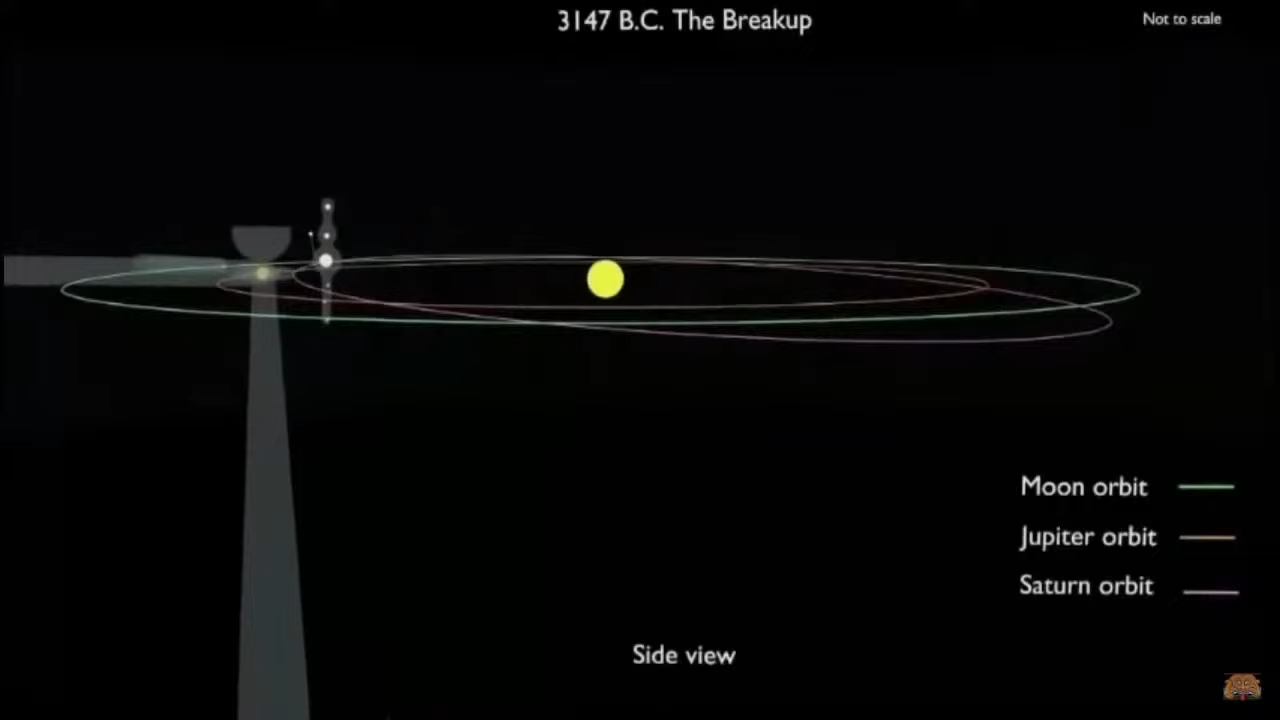 3147 B.C. The Breakup
Not to scale
Moon orbit
Jupiter orbit
Saturn orbit
Side view